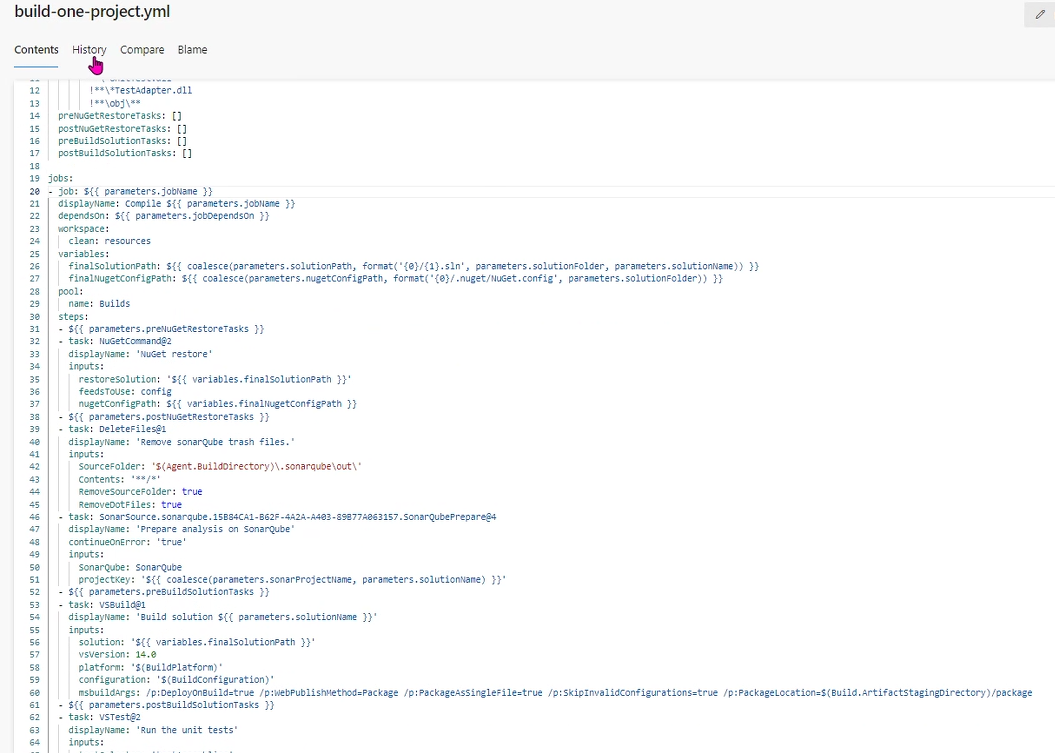 build-one-project.yml
Contents History Compare Blame
12 !**\*TestAdapter.dll
13 !**\obj\**
14 preNuGetRestoreTasks: []
15 postNuGetRestoreTasks: []
16 preBuildSolutionTasks: []
17 postBuildSolutionTasks: []
18
19 jobs:
20 - job: ${{ parameters.jobName }}
21 displayName: Compile ${{ parameters.jobName }}
22 dependsOn: ${{ parameters.jobDependsOn }}
23 workspace:
24 clean: resources
25 variables:
26 finalSolutionPath: ${{ coalesce(parameters.solutionPath, format('{0}/{1}.sln', parameters.solutionFolder, parameters.solutionName)) }}
27 finalNugetConfigPath: ${{ coalesce(parameters.nugetConfigPath, format('{0}/.nuget/NuGet.config', parameters.solutionFolder)) }}
28 pool:
29 name: Builds
30 steps:
31 - ${{ parameters.preNuGetRestoreTasks }}
32 - task: NuGetCommand@2
33 displayName: 'NuGet restore'
34 inputs:
35 restoreSolution: '${{ variables.finalSolutionPath }}'
36 feedsToUse: config
37 nugetConfigPath: ${{ variables.finalNugetConfigPath }}
38 - ${{ parameters.postNuGetRestoreTasks }}
39 - task: DeleteFiles@1
40 displayName: 'Remove sonarQube trash files.'
41 inputs:
42 SourceFolder: '$(Agent.BuildDirectory)\.sonarqube\out\'
43 Contents: '**/*'
44 RemoveSourceFolder: true
45 RemoveDotFiles: true
46 - task: SonarSource.sonarqube.15B84CA1-B62F-4A2A-A403-89B77A063157.SonarQubePrepare@4
47 displayName: 'Prepare analysis on SonarQube'
48 continueOnError: 'true'
49 inputs:
50 SonarQube: SonarQube
51 projectKey: '${{ coalesce(parameters.sonarProjectName, parameters.solutionName) }}'
52 - ${{ parameters.preBuildSolutionTasks }}
53 - task: VSBuild@1
54 displayName: 'Build solution ${{ parameters.solutionName }}'
55 inputs:
56 solution: '${{ variables.finalSolutionPath }}'
57 vsVersion: 14.0
58 platform: '$(BuildPlatform)'
59 configuration: '$(BuildConfiguration)'
60 msbuildArgs: /p:DeployOnBuild=true /p:WebPublishMethod=Package /p:PackageAsSingleFile=true /p:SkipInvalidConfigurations=true /p:PackageLocation=$(Build.ArtifactStagingDirectory)/package
61 - ${{ parameters.postBuildSolutionTasks }}
62 - task: VSTest@2
63 displayName: 'Run the unit tests'
64 inputs: